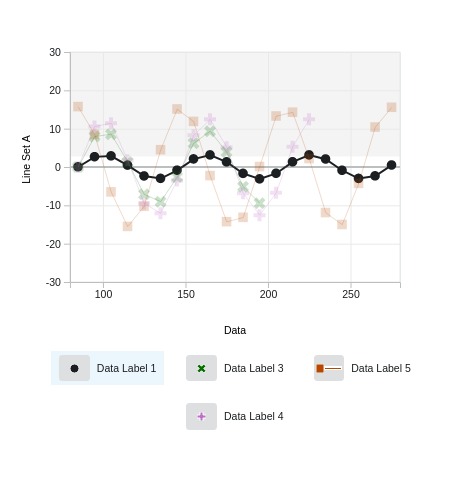 30
20
10
0
-10
-20
-30
Line Set A
100
150
200
250
Data
Data Label 1
Data Label 3
Data Label 5
Data Label 4